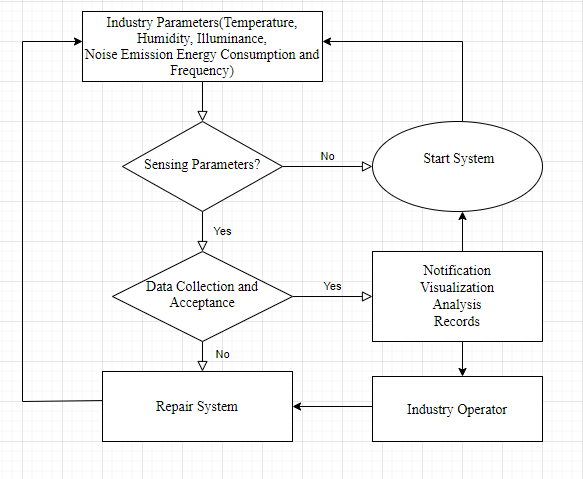 Industry Parameters(Temperature,
Humidity, Illuminance,
Noise Emission Energy Consumption and
Frequency)
Sensing Parameters?
No
Start System
Yes
Data Collection and
Acceptance
Yes
Notification
Visualization
Analysis
Records
No
Repair System
Industry Operator